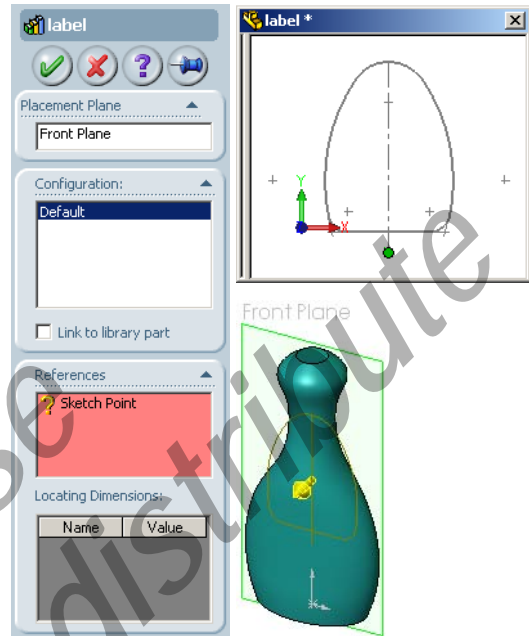 label
Placement Plane
Front Plane
Configuration:
Default
Link to library part
References
? Sketch Point
Locating Dimensions:
Name Value
label *
Y
X
Front Plane
se
distribute